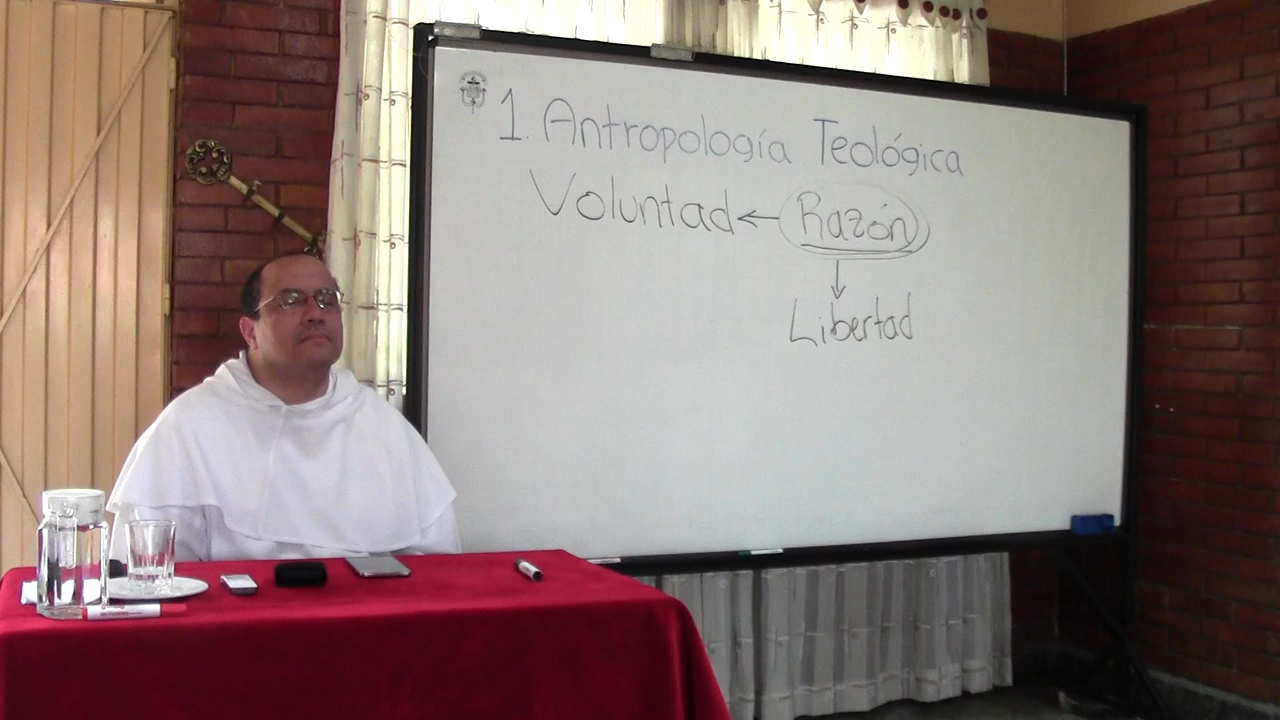 1. Antropología Teológica
Voluntad ← Razón
↓
Libertad